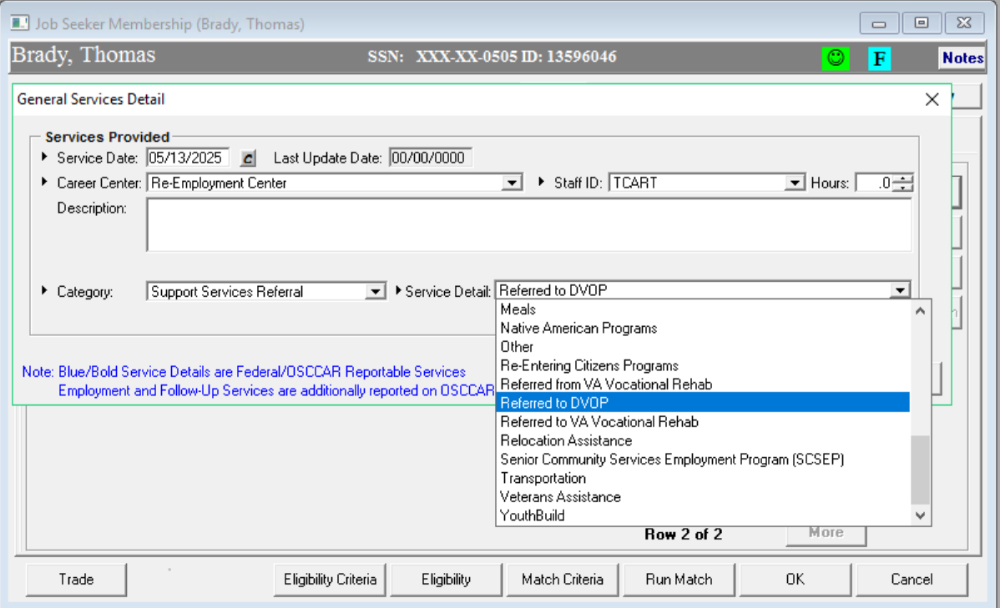 Job Seeker Membership (Brady, Thomas)
Brady, Thomas SSN: XXX-XX-0505 ID: 13596046 F Notes
General Services Detail
Services Provided
Service Date: 05/13/2025 C Last Update Date: 00/00/0000
Career Center: Re-Employment Center Staff ID: TCART Hours: .0
Description:
Category: Support Services Referral Service Detail: Referred to DVOP
Meals
Native American Programs
Other
Re-Entering Citizens Programs
Referred from VA Vocational Rehab
Referred to DVOP
Referred to VA Vocational Rehab
Relocation Assistance
Senior Community Services Employment Program (SCSEP)
Transportation
Veterans Assistance
YouthBuild
Note: Blue/Bold Service Details are Federal/OSCCAR Reportable Services
Employment and Follow-Up Services are additionally reported on OSCCAR
Row 2 of 2 More
Trade Eligibility Criteria Eligibility Match Criteria Run Match OK Cancel